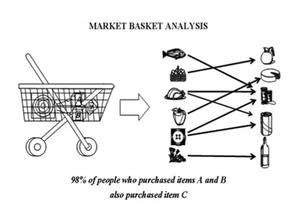 MARKET BASKET ANALYSIS
98% of people who purchased items A and B
also purchased item C